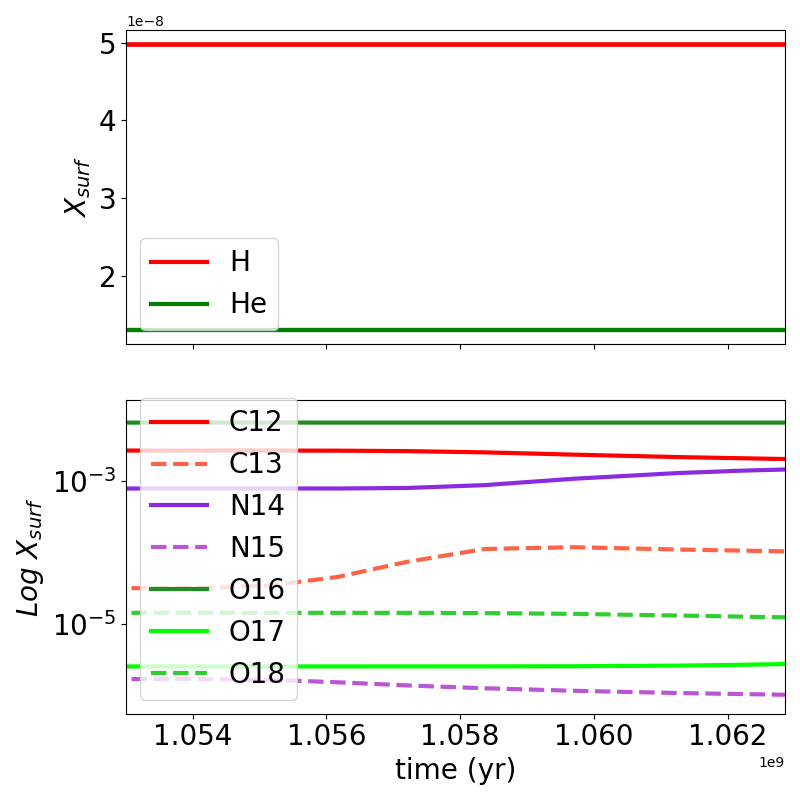 1e−8
5
4
3
2
X_surf
H
He
C12
C13
N14
N15
O16
O17
O18
10⁻³
10⁻⁵
Log X_surf
1.054 1.056 1.058 1.060 1.062
1e9
time (yr)